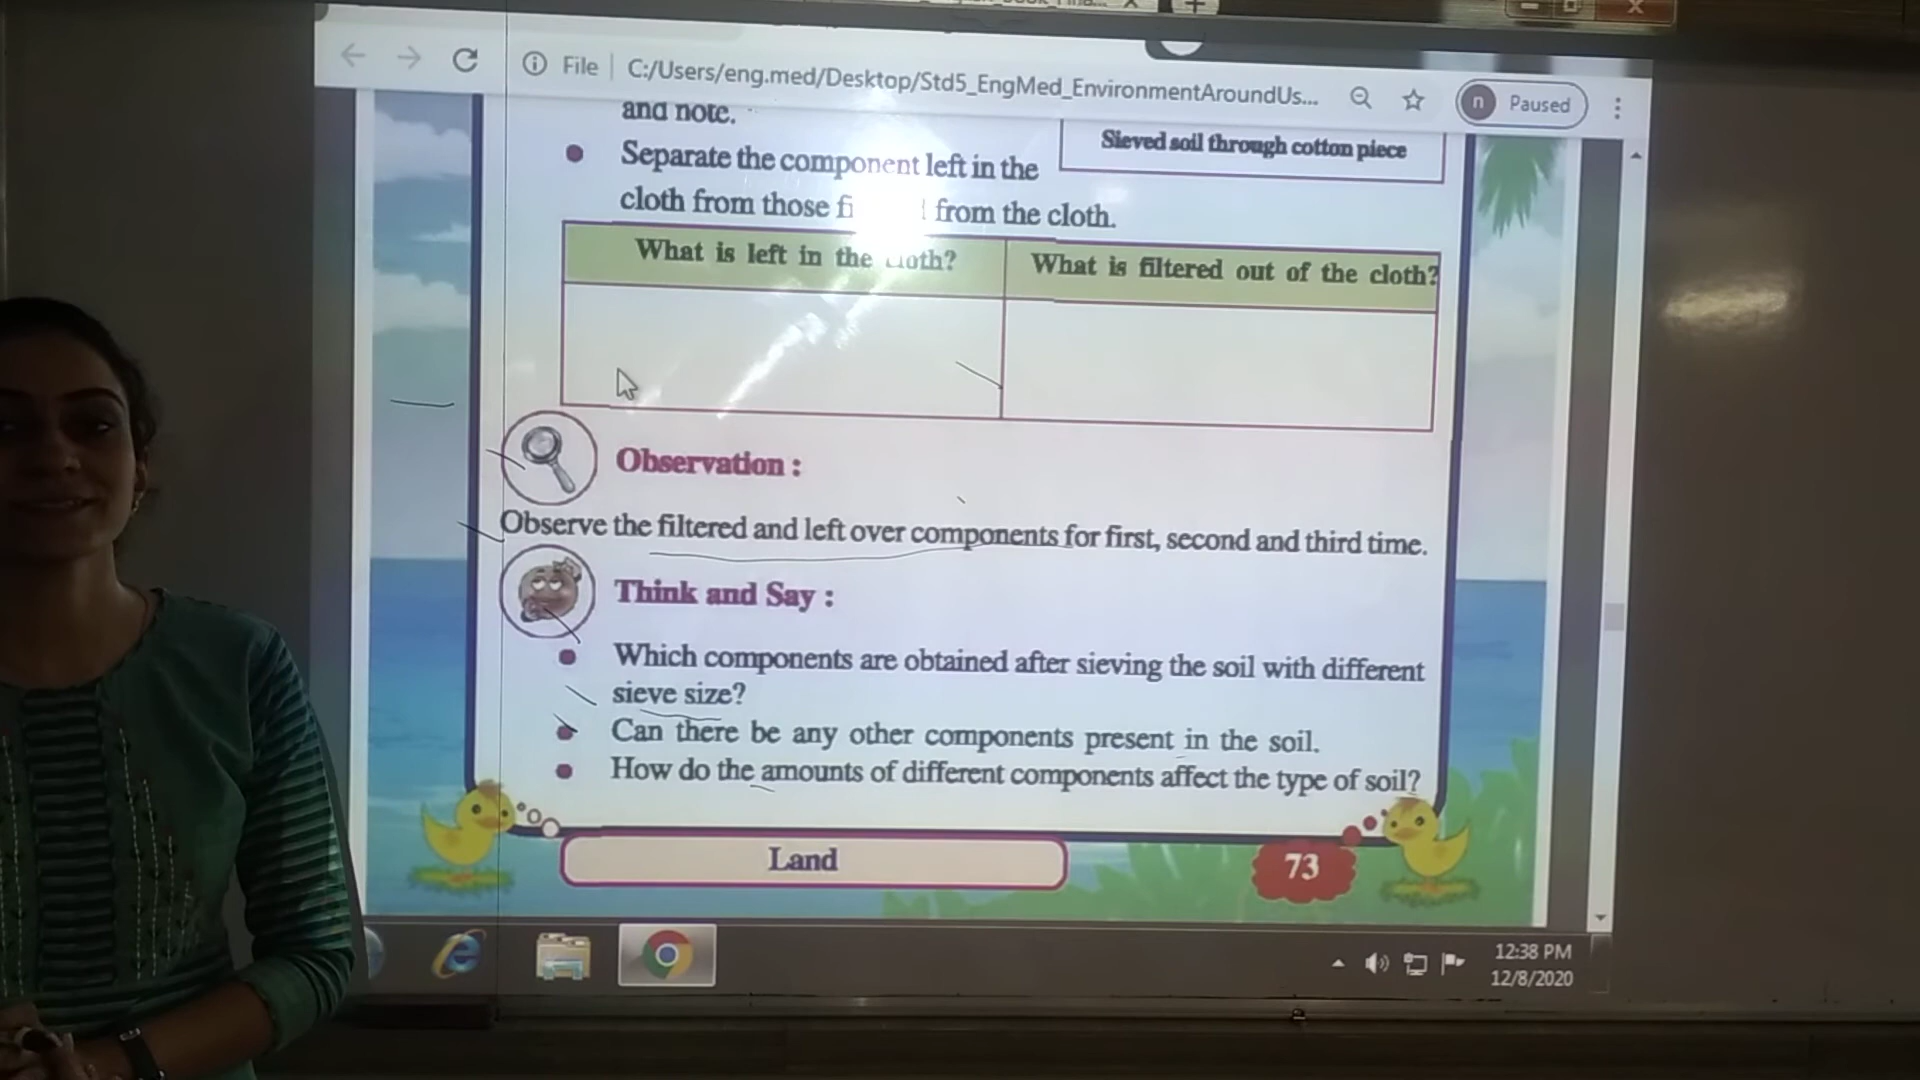 File
C:/Users/eng.med/Desktop/Std5_EngMed_EnvironmentAroundUs...
n
Paused
and note.
Sieved soil through cotton piece
Separate the component left in the
cloth from those from the cloth.
What is left in the
What is filtered out of the cloth?
Observation :
Observe the filtered and left over components for first, second and third time.
Think and Say :
Which components are obtained after sieving the soil with different
sieve size?
Can there be any other components present in the soil.
How do the amounts of different components affect the type of soil?
Land
73
12:38 PM
12/8/2020